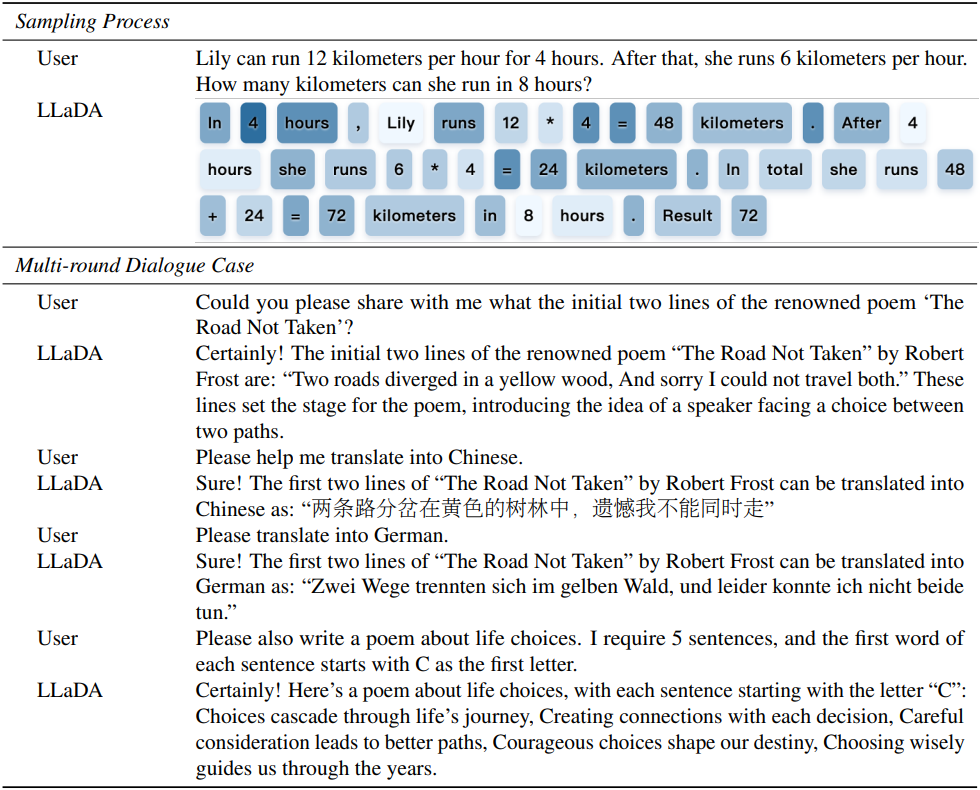 Sampling Process
User Lily can run 12 kilometers per hour for 4 hours. After that, she runs 6 kilometers per hour.
How many kilometers can she run in 8 hours?
LLaDA In 4 hours , Lily runs 12 * 4 = 48 kilometers . After 4
hours she runs 6 * 4 = 24 kilometers . In total she runs 48
+ 24 = 72 kilometers in 8 hours . Result 72
Multi-round Dialogue Case
User Could you please share with me what the initial two lines of the renowned poem ‘The
Road Not Taken’?
LLaDA Certainly! The initial two lines of the renowned poem “The Road Not Taken” by Robert
Frost are: “Two roads diverged in a yellow wood, And sorry I could not travel both.” These
lines set the stage for the poem, introducing the idea of a speaker facing a choice between
two paths.
User Please help me translate into Chinese.
LLaDA Sure! The first two lines of “The Road Not Taken” by Robert Frost can be translated into
Chinese as: “两条路分岔在黄色的树林中，遗憾我不能同时走”
User Please translate into German.
LLaDA Sure! The first two lines of “The Road Not Taken” by Robert Frost can be translated into
German as: “Zwei Wege trennten sich im gelben Wald, und leider konnte ich nicht beide
tun.”
User Please also write a poem about life choices. I require 5 sentences, and the first word of
each sentence starts with C as the first letter.
LLaDA Certainly! Here’s a poem about life choices, with each sentence starting with the letter “C”:
Choices cascade through life’s journey, Creating connections with each decision, Careful
consideration leads to better paths, Courageous choices shape our destiny, Choosing wisely
guides us through the years.